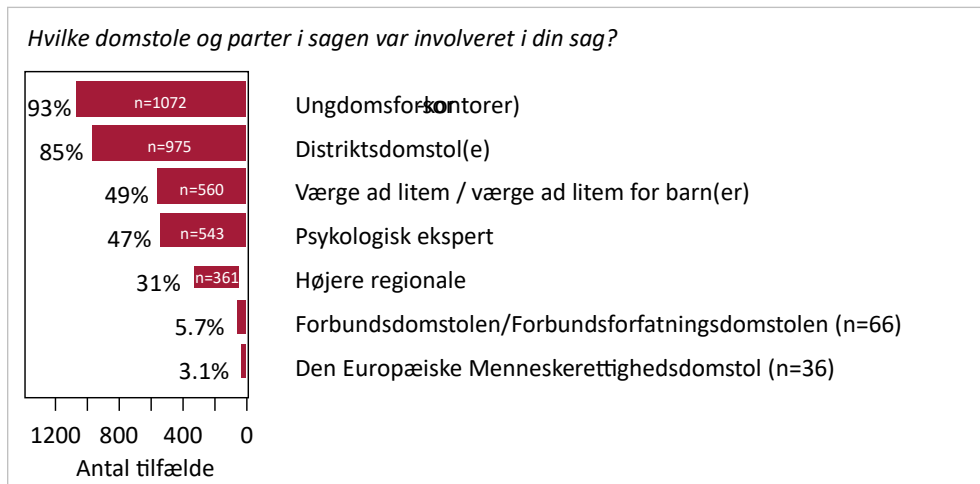 Hvilke domstole og parter i sagen var involveret i din sag?
93% n=1072 Ungdomsfor
85% n=975 Distriktsdomstol(e)
49% n=560 Værge ad litem / værge ad litem for barn(er)
47% n=543 Psykologisk ekspert
31% n=361 Højere regionale
5.7% Forbundsdomstolen/Forbundsforfatningsdomstolen (n=66)
3.1% Den Europæiske Menneskerettighedsdomstol (n=36)
1200 800 400 0
Antal tilfælde